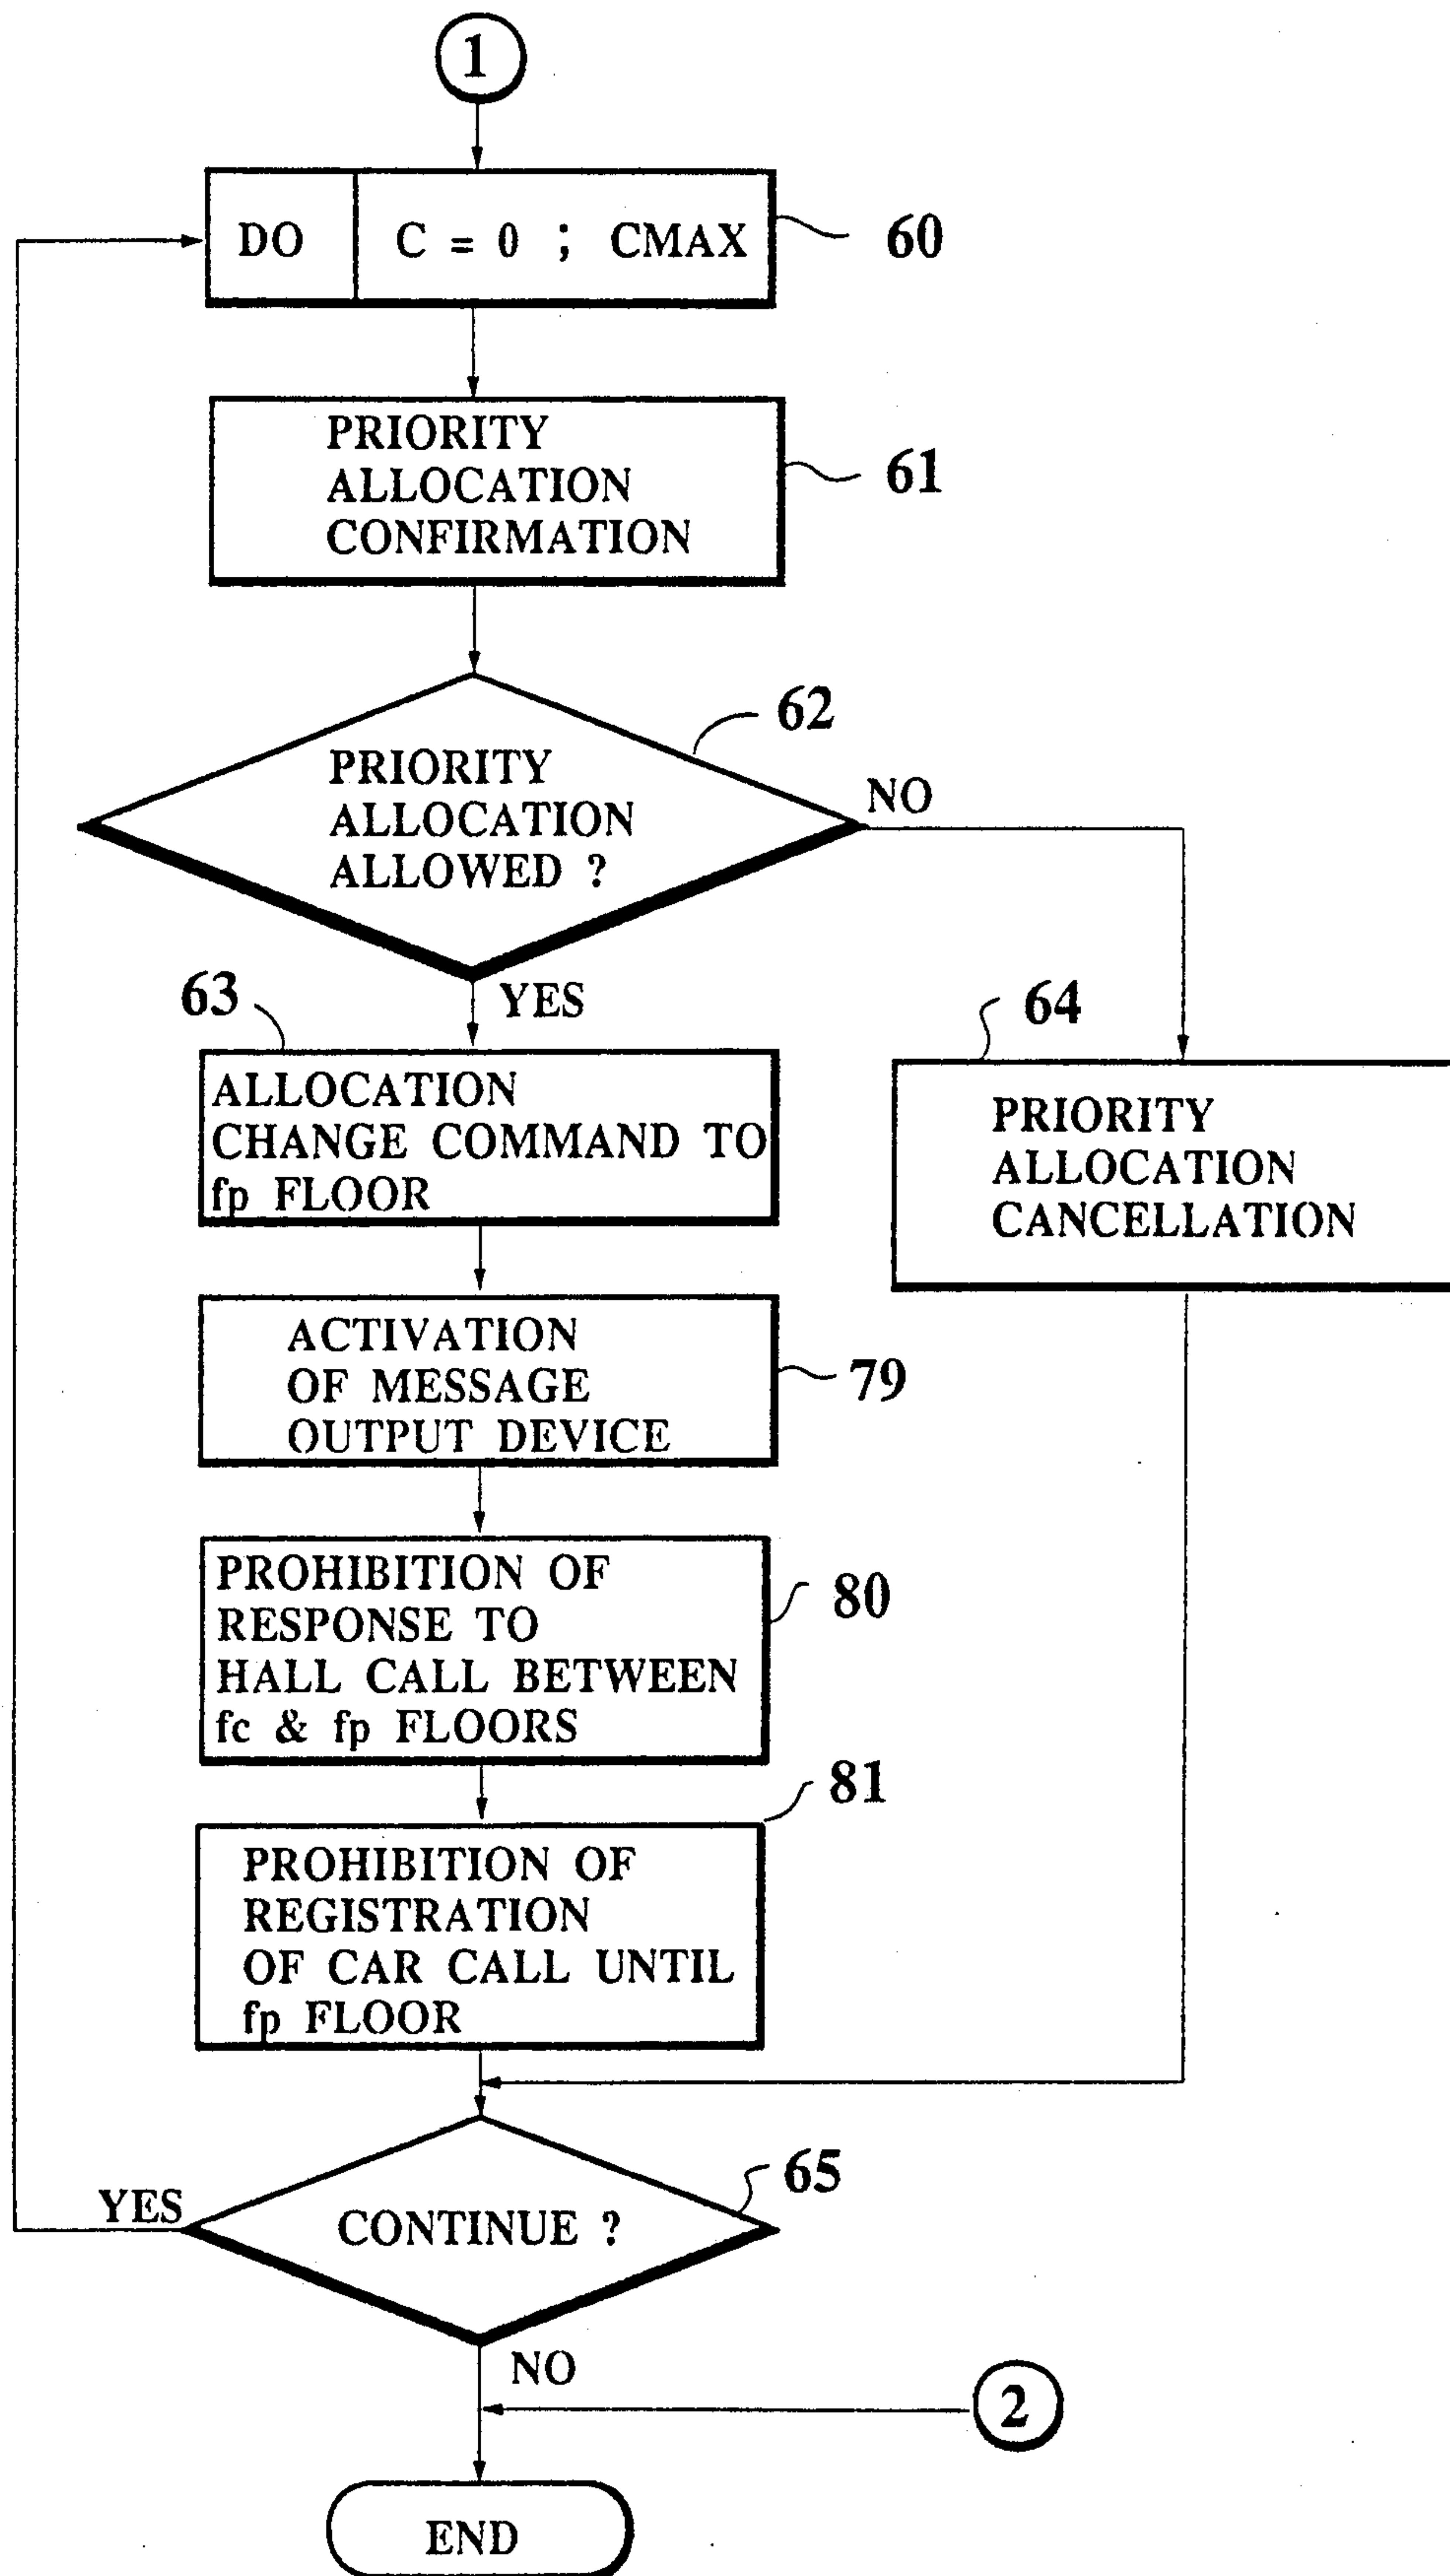 1
DO C = 0 ; CMAX
60
PRIORITY
ALLOCATION
CONFIRMATION
61
62
PRIORITY
ALLOCATION
ALLOWED ?
NO
YES
63
ALLOCATION
CHANGE COMMAND TO
fp FLOOR
64
PRIORITY
ALLOCATION
CANCELLATION
ACTIVATION
OF MESSAGE
OUTPUT DEVICE
79
PROHIBITION OF
RESPONSE TO
HALL CALL BETWEEN
fc & fp FLOORS
80
81
PROHIBITION OF
REGISTRATION
OF CAR CALL UNTIL
fp FLOOR
65
CONTINUE ?
YES
NO
2
END